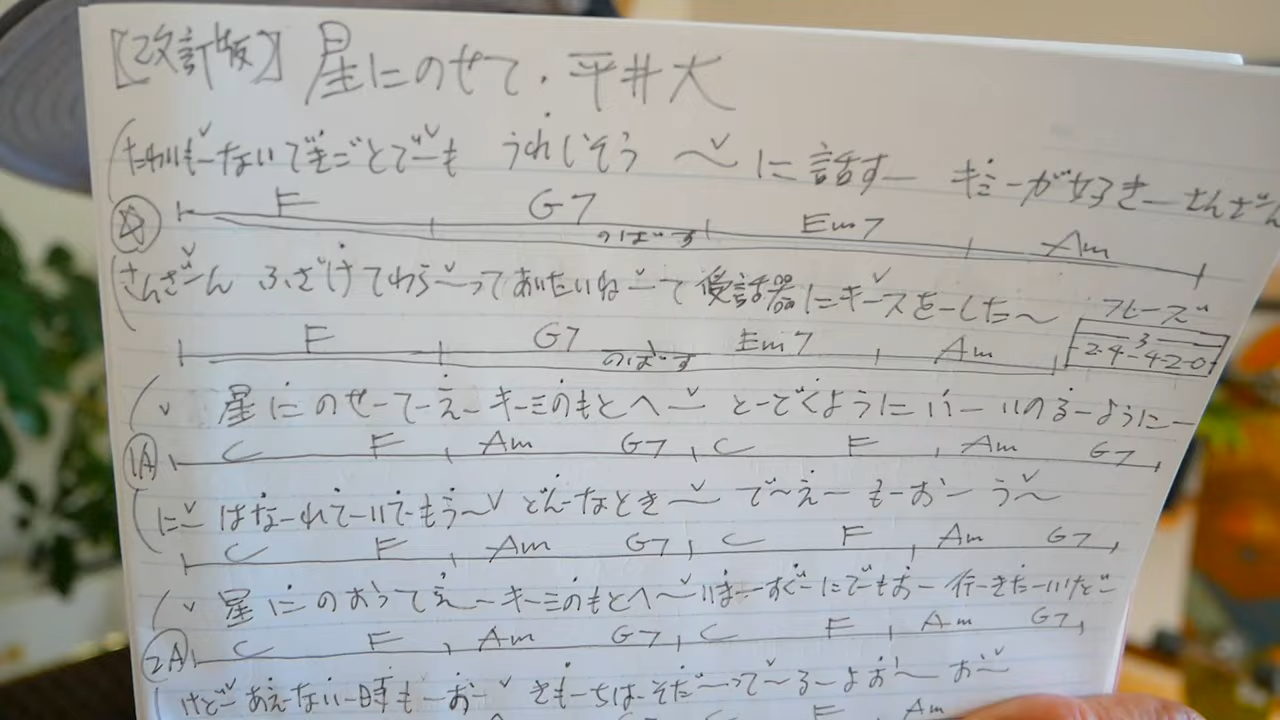 【改訂版】 星にのせて・平井大
たわいも〜ないできごとで〜も うれしそう〜に話すー キミーが好きーさんざーん
F G7 Em7 Am
のばーす
さんざーん ふざけてわら〜ってあいたいねーて受話器にキースをーした〜
フレーズ
F G7 Em7 Am
のばーす
3
2-4-4-2-0
星にのせーてーえーキーミのもとへ〜 とーどくようにいーいのるーようにー
1A C F Am G7 C F Am G7
に〜 はなーれてーいてーもう〜 どんーなとき〜 で〜えー もーおー う〜
C F Am G7 C F Am G7
星にのおってえーキーミのもとへ〜いまーすぐーにでもおー行ーきたーいけどー
2A C F Am G7 C F Am G7
けどーあえーないー時もーおー きもーちはーそだ〜って〜るーよお〜 お〜
C F Am G7 C F Am